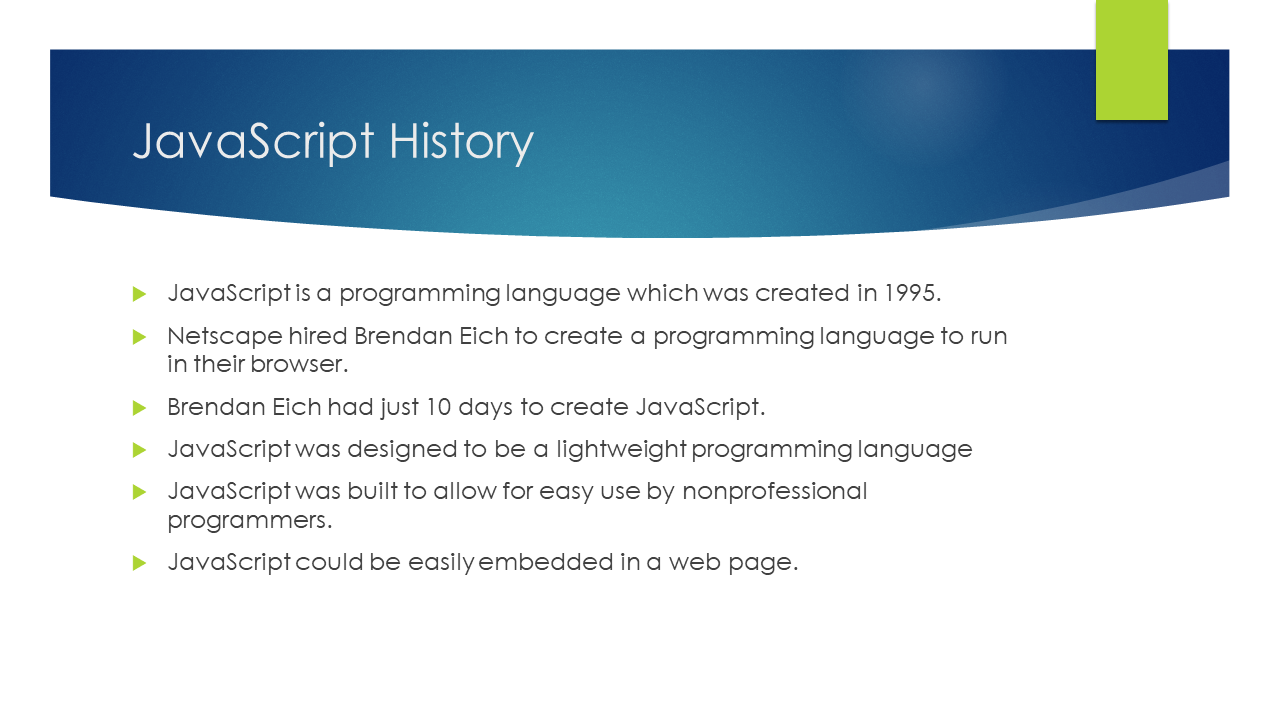 JavaScript History
JavaScript is a programming language which was created in 1995.
Netscape hired Brendan Eich to create a programming language to run
in their browser.
Brendan Eich had just 10 days to create JavaScript.
JavaScript was designed to be a lightweight programming language
JavaScript was built to allow for easy use by nonprofessional
programmers.
JavaScript could be easily embedded in a web page.